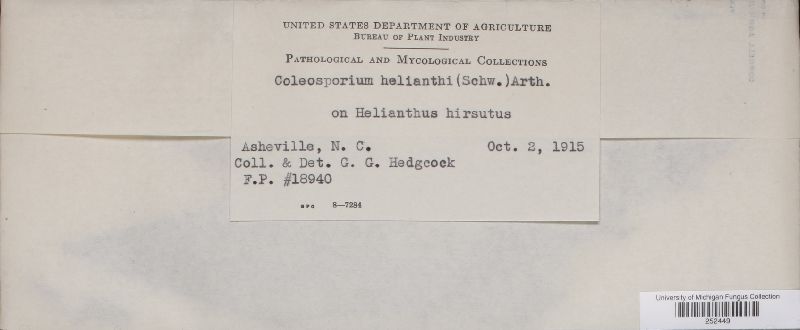 UNITED STATES DEPARTMENT OF AGRICULTURE
BUREAU OF PLANT INDUSTRY
PATHOLOGICAL AND MYCOLOGICAL COLLECTIONS
Coleosporium helianthi (Schw.) Arth.
on Helianthus hirsutus
Asheville, N. C. Oct. 2, 1915
Coll. & Det. G. G. Hedgcock
F.P. #18940
GPO 8—7284
University of Michigan Fungus Collection
252449